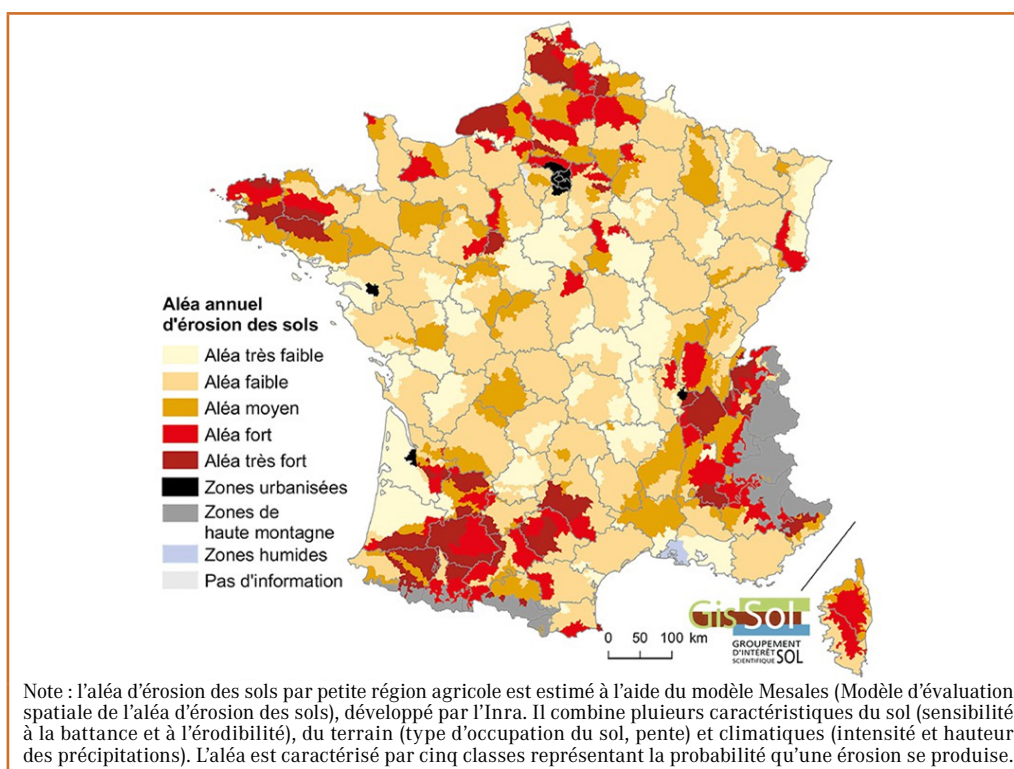 Aléa annuel
d'érosion des sols
Aléa très faible
Aléa faible
Aléa moyen
Aléa fort
Aléa très fort
Zones urbanisées
Zones de
haute montagne
Zones humides
Pas d'information
0 50 100 km
GisSol
GROUPEMENT
D'INTÉRÊT
SCIENTIFIQUE SOL
Note : l'aléa d'érosion des sols par petite région agricole est estimé à l'aide du modèle Mesales (Modèle d'évaluation
spatiale de l'aléa d'érosion des sols), développé par l'Inra. Il combine pluieurs caractéristiques du sol (sensibilité
à la battance et à l'érodibilité), du terrain (type d'occupation du sol, pente) et climatiques (intensité et hauteur
des précipitations). L'aléa est caractérisé par cinq classes représentant la probabilité qu'une érosion se produise.